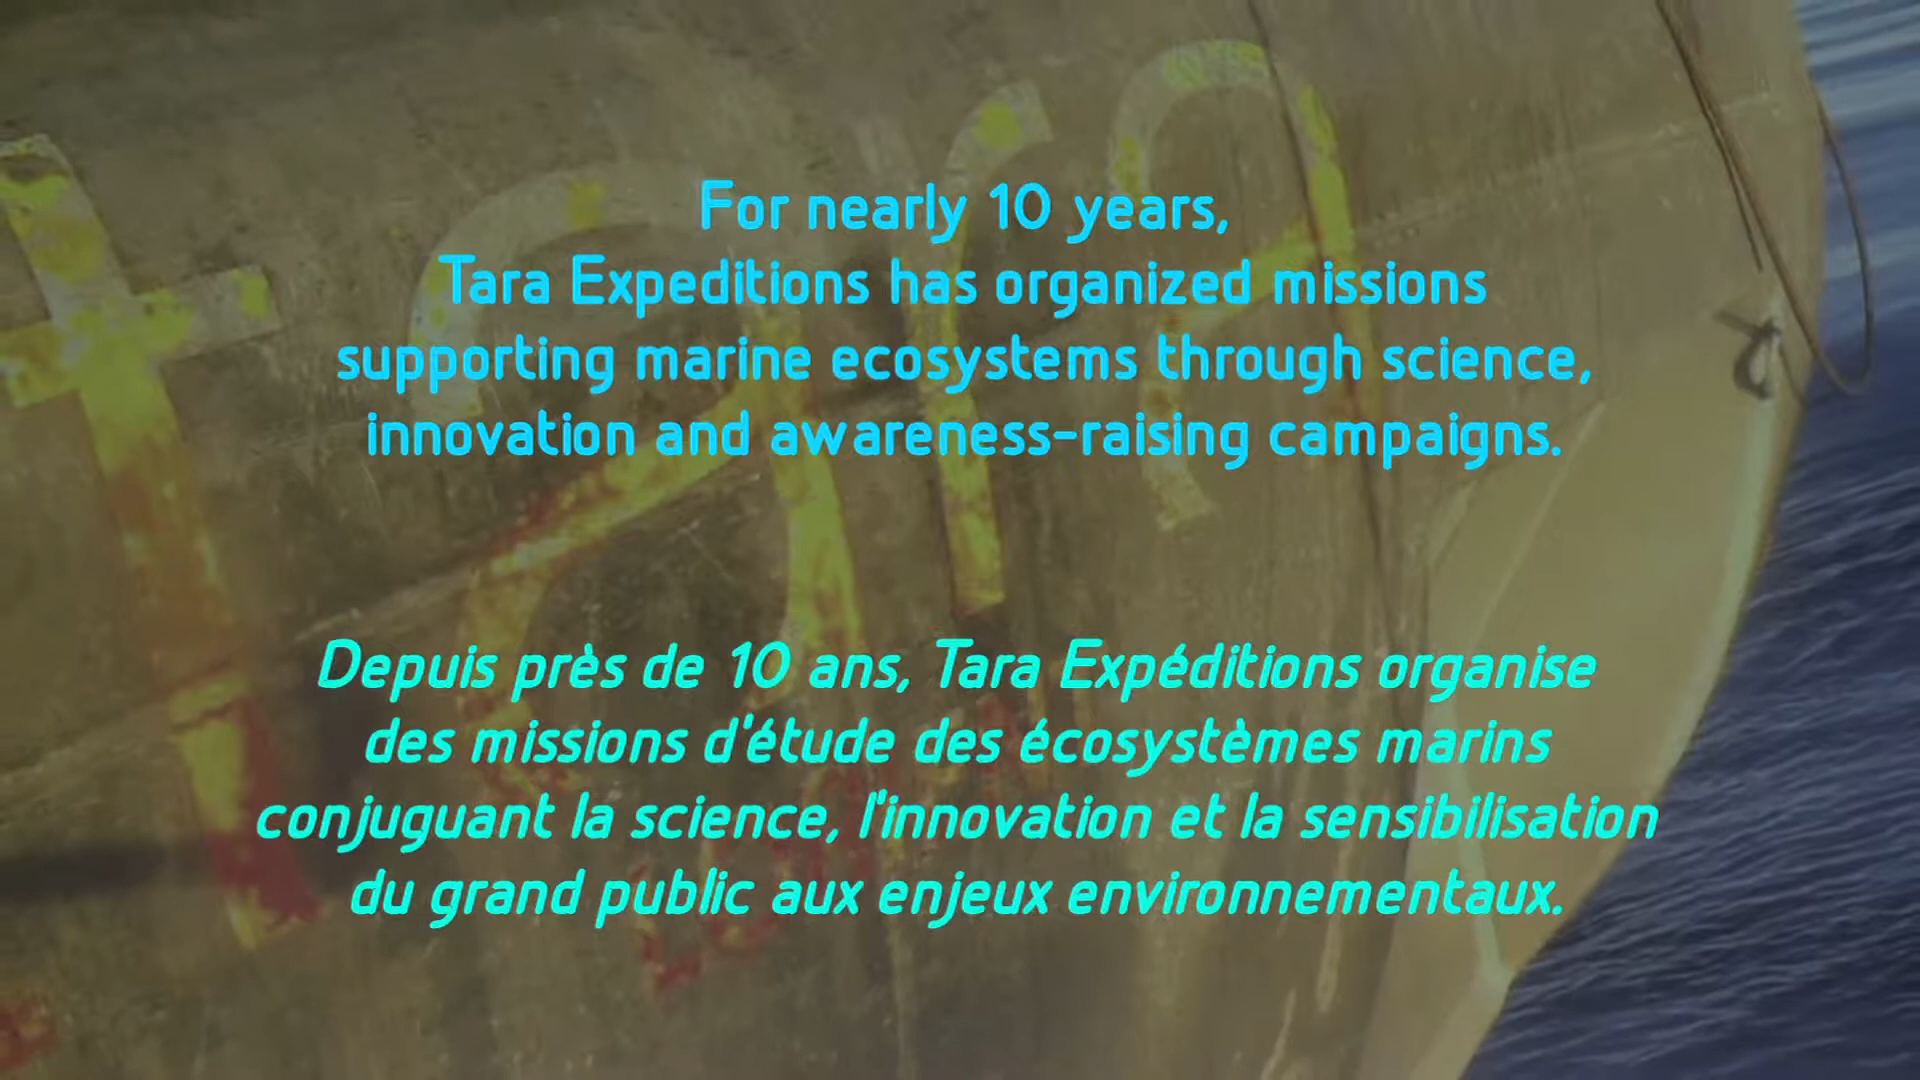 tara
For nearly 10 years,
Tara Expeditions has organized missions
supporting marine ecosystems through science,
innovation and awareness-raising campaigns.
Depuis près de 10 ans, Tara Expéditions organise
des missions d'étude des écosystèmes marins
conjuguant la science, l'innovation et la sensibilisation
du grand public aux enjeux environnementaux.